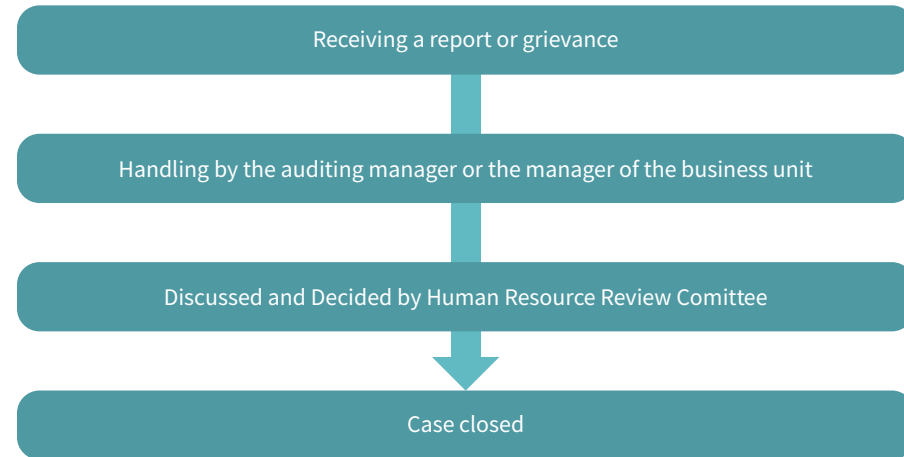 Receiving a report or grievance
Handling by the auditing manager or the manager of the business unit
Discussed and Decided by Human Resource Review Comittee
Case closed